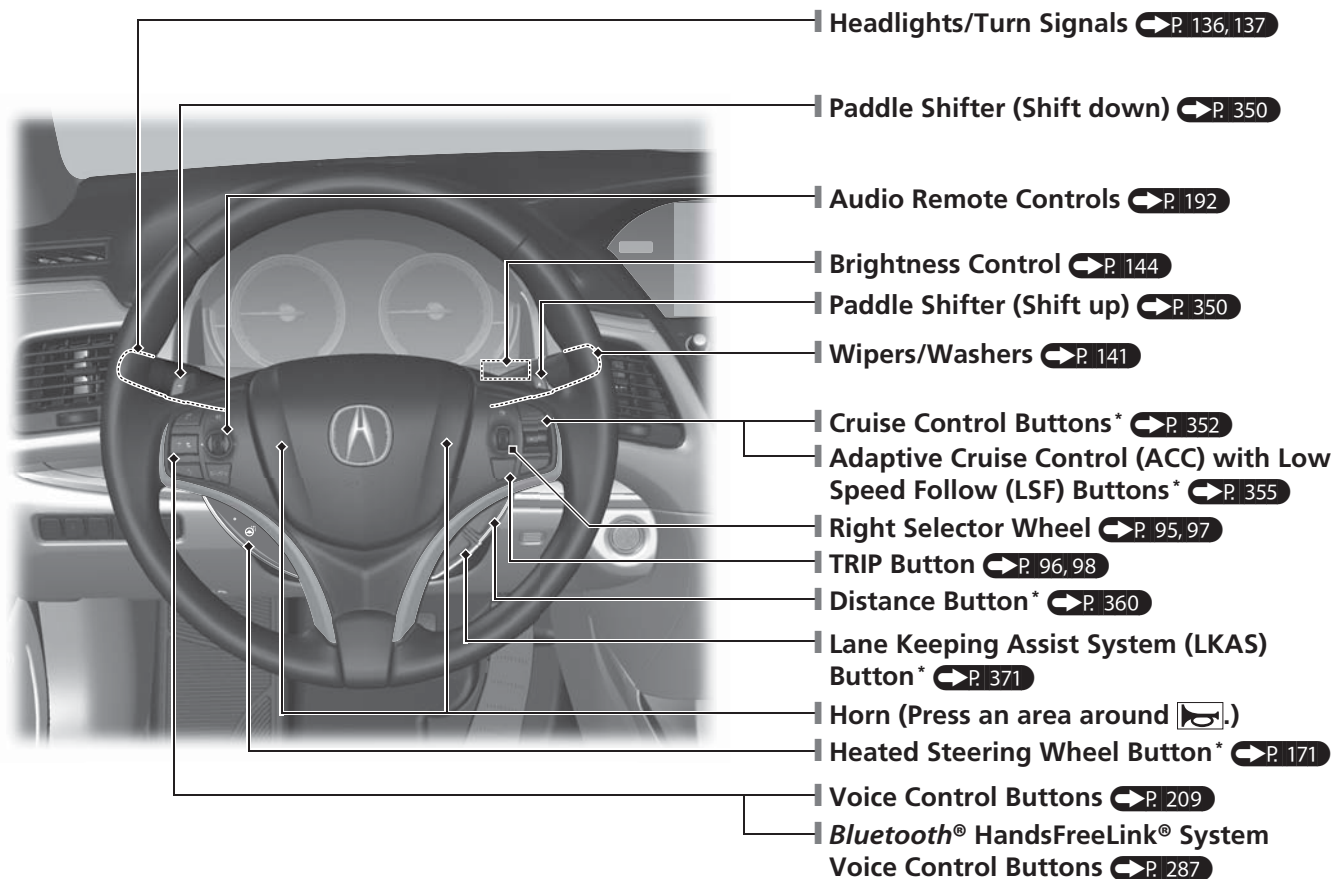 Headlights/Turn Signals P. 136, 137
Paddle Shifter (Shift down) P. 350
Audio Remote Controls P. 192
Brightness Control P. 144
Paddle Shifter (Shift up) P. 350
Wipers/Washers P. 141
Cruise Control Buttons* P. 352
Adaptive Cruise Control (ACC) with Low
Speed Follow (LSF) Buttons* P. 355
Right Selector Wheel P. 95, 97
TRIP Button P. 96, 98
Distance Button* P. 360
Lane Keeping Assist System (LKAS)
Button* P. 371
Horn (Press an area around .)
Heated Steering Wheel Button* P. 171
Voice Control Buttons P. 209
Bluetooth® HandsFreeLink® System
Voice Control Buttons P. 287